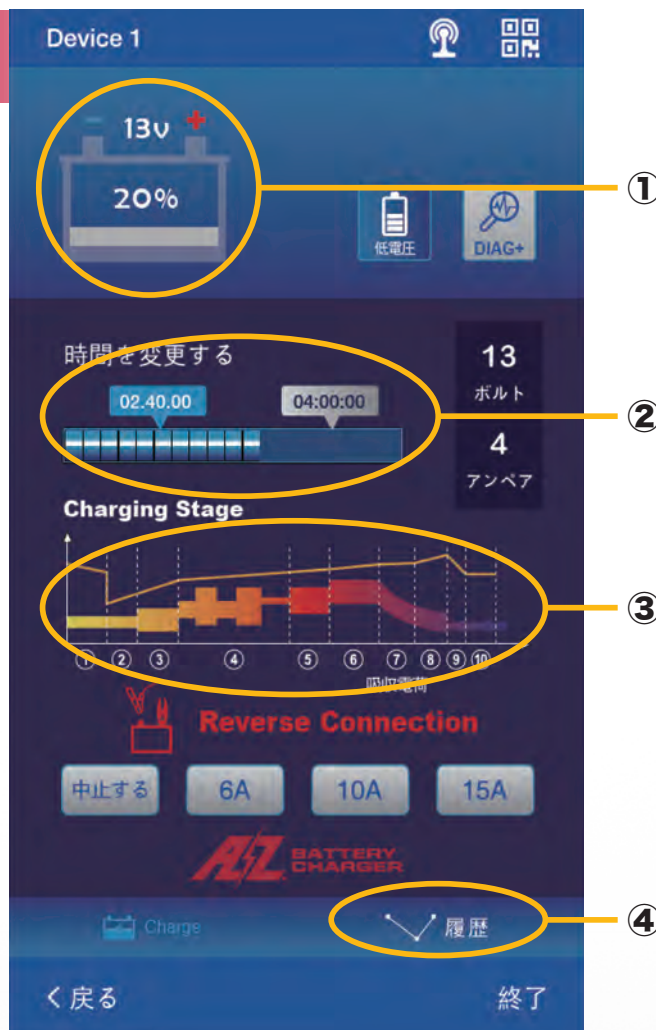 Device 1
13v
20%
①
低電圧
DIAG+
時間を変更する
02.40.00
04:00:00
②
13
ボルト
4
アンペア
Charging Stage
③
① ② ③ ④ ⑤ ⑥ ⑦ ⑧ ⑨ ⑩
吸収電荷
Reverse Connection
中止する
6A
10A
15A
AZ BATTERY
CHARGER
Charge
履歴
④
戻る
終了